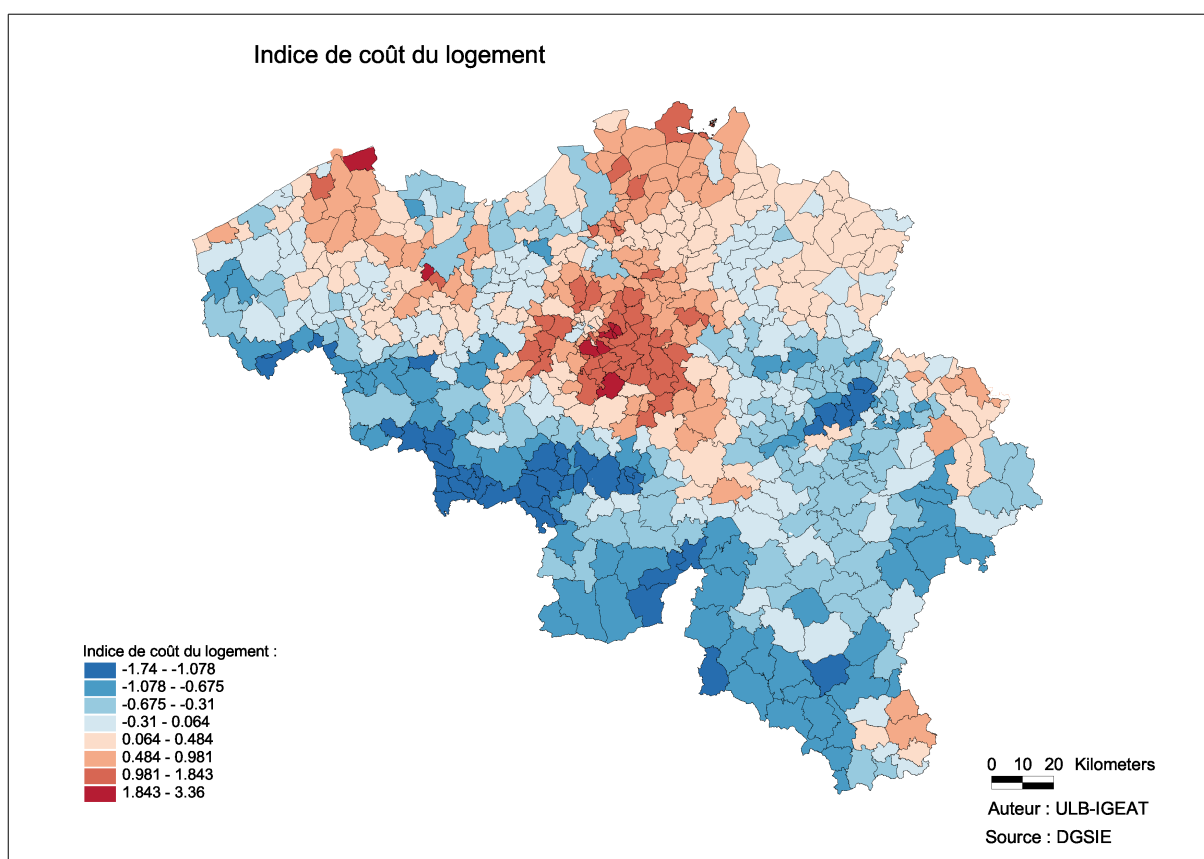 Indice de coût du logement
Indice de coût du logement :
-1.74 - -1.078
-1.078 - -0.675
-0.675 - -0.31
-0.31 - 0.064
0.064 - 0.484
0.484 - 0.981
0.981 - 1.843
1.843 - 3.36
0 10 20 Kilometers
Auteur : ULB-IGEAT
Source : DGSIE